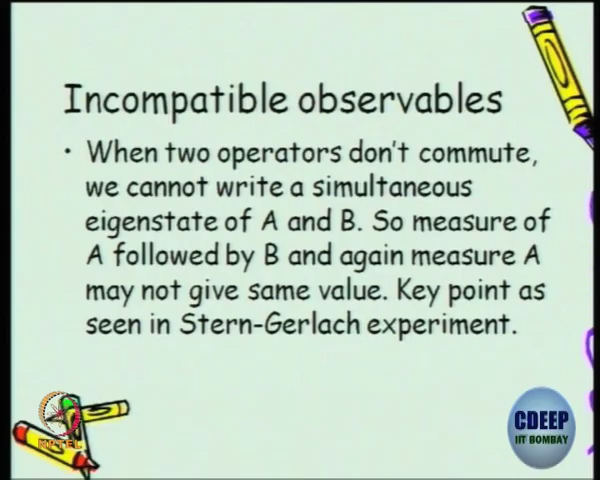 Incompatible observables
• When two operators don't commute,
we cannot write a simultaneous
eigenstate of A and B. So measure of
A followed by B and again measure A
may not give same value. Key point as
seen in Stern-Gerlach experiment.
NPTEL
CDEEP
IIT BOMBAY